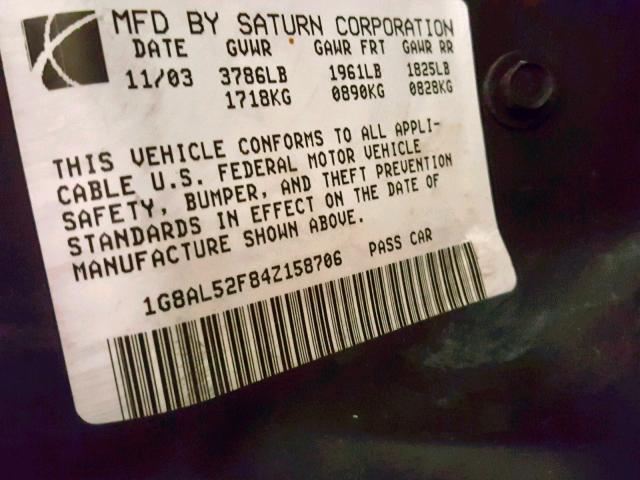 MFD BY SATURN CORPORATION
DATE GVWR GAWR FRT GAWR RR
11/03 3786LB 1961LB 1825LB
1718KG 0890KG 0828KG
THIS VEHICLE CONFORMS TO ALL APPLI-
CABLE U.S. FEDERAL MOTOR VEHICLE
SAFETY, BUMPER, AND THEFT PREVENTION
STANDARDS IN EFFECT ON THE DATE OF
MANUFACTURE SHOWN ABOVE.
1G8AL52F84Z158706 PASS CAR